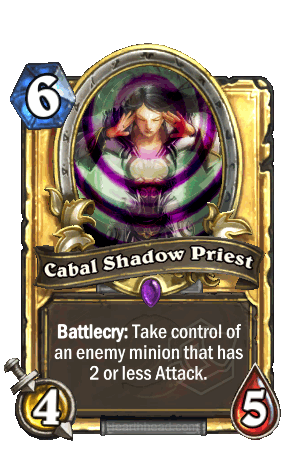 6
Cabal Shadow Priest
Battlecry: Take control of
an enemy minion that has
2 or less Attack.
4
5